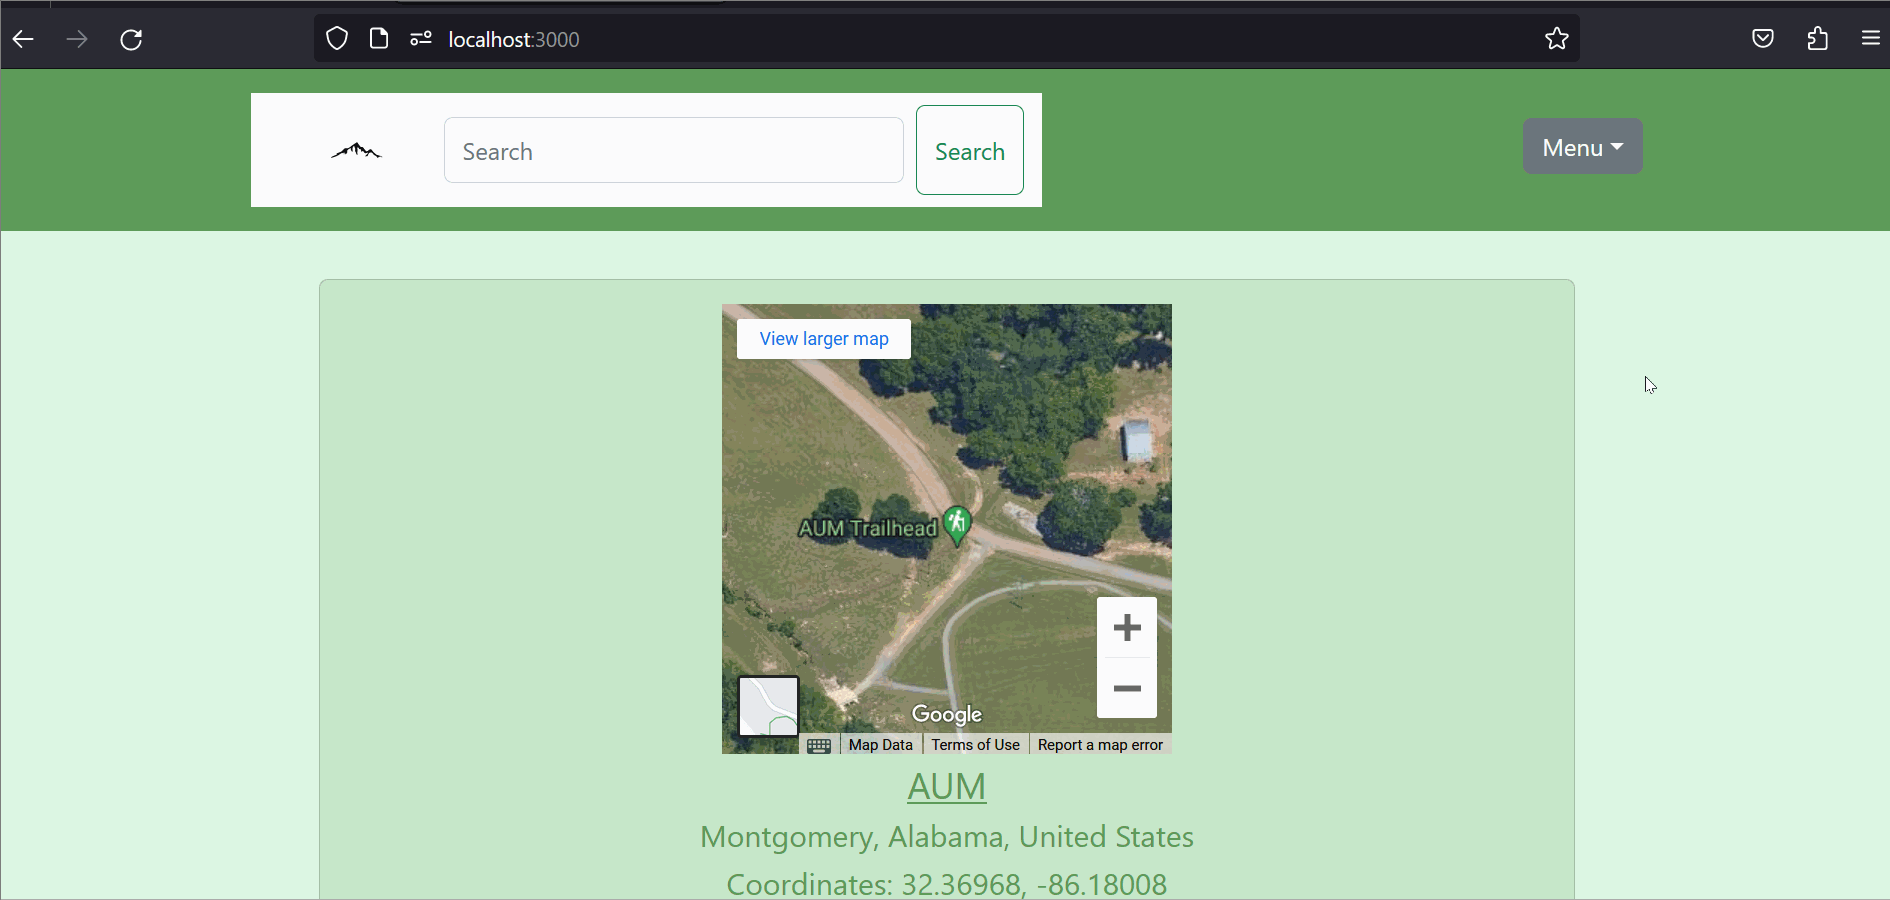 localhost:3000
Search
Search
Menu
View larger map
AUM Trailhead
Google
Map Data
Terms of Use
Report a map error
AUM
Montgomery, Alabama, United States
Coordinates: 32.36968, -86.18008